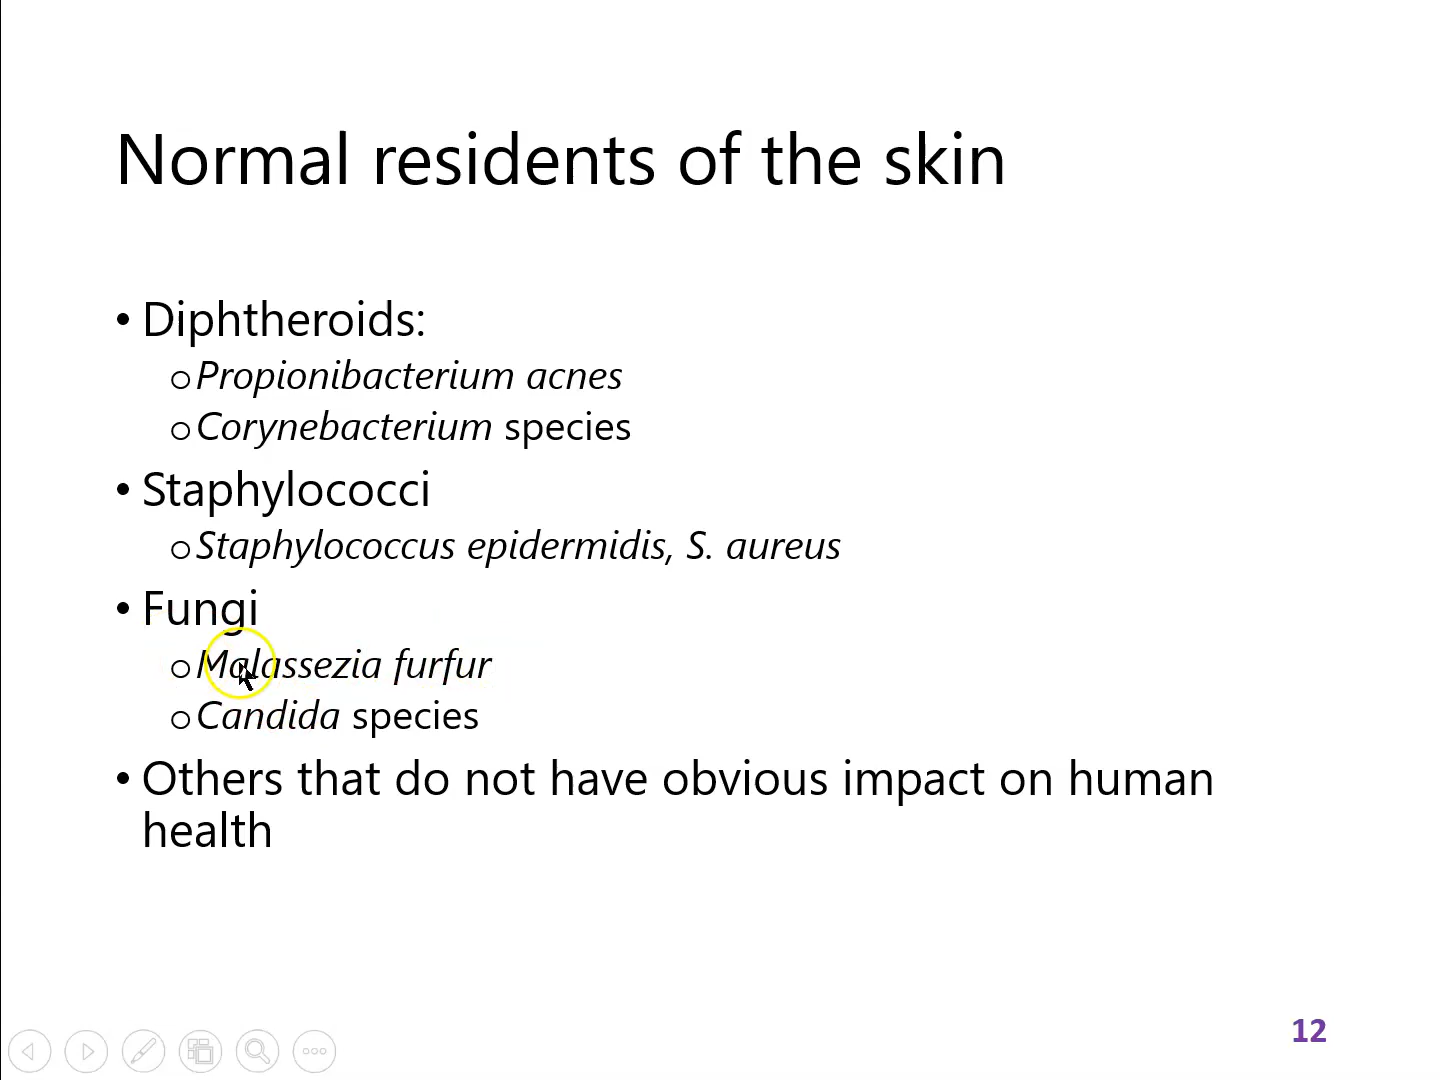 Normal residents of the skin
• Diphtheroids:
o Propionibacterium acnes
o Corynebacterium species
• Staphylococci
o Staphylococcus epidermidis, S. aureus
• Fungi
o Malassezia furfur
o Candida species
• Others that do not have obvious impact on human
health
12